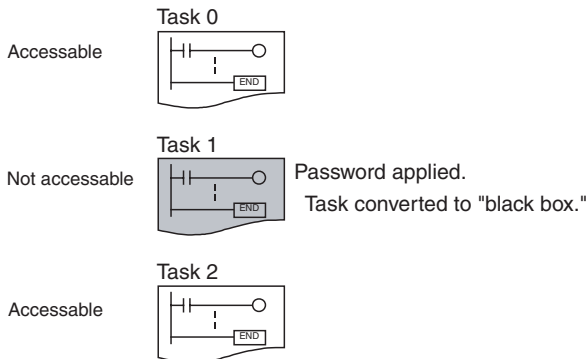 Task 0
Accessable
END
Task 1
Not accessable
Password applied.
Task converted to "black box."
END
Task 2
Accessable
END